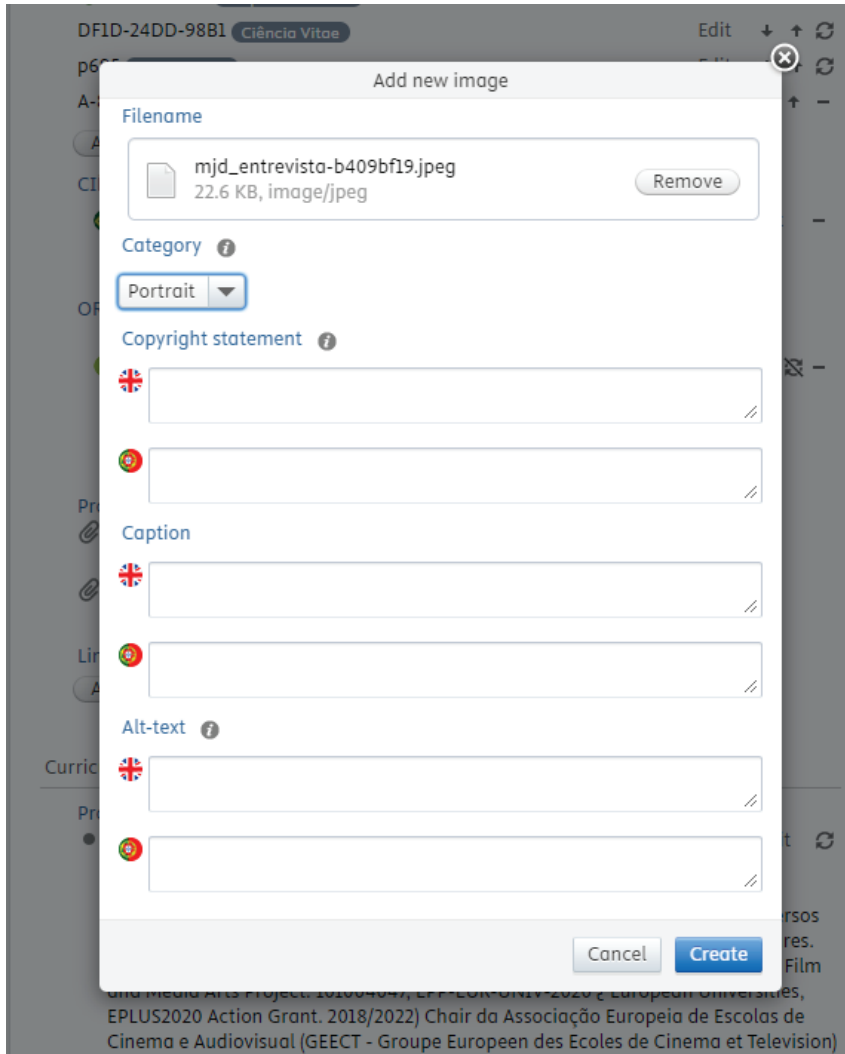 DF1D-24DD-98B1 Ciência Vitae Edit
Add new image
Filename
mjd_entrevista-b409bf19.jpeg
22.6 KB, image/jpeg
Remove
Category
Portrait
Copyright statement
Caption
Alt-text
Curric
Cancel Create
res.
Film
and Media Arts Project. 101004047, EPP-EUR-UNIV-2020 ¿ European Universities,
EPLUS2020 Action Grant. 2018/2022) Chair da Associação Europeia de Escolas de
Cinema e Audiovisual (GEECT - Groupe Europeen des Ecoles de Cinema et Television)